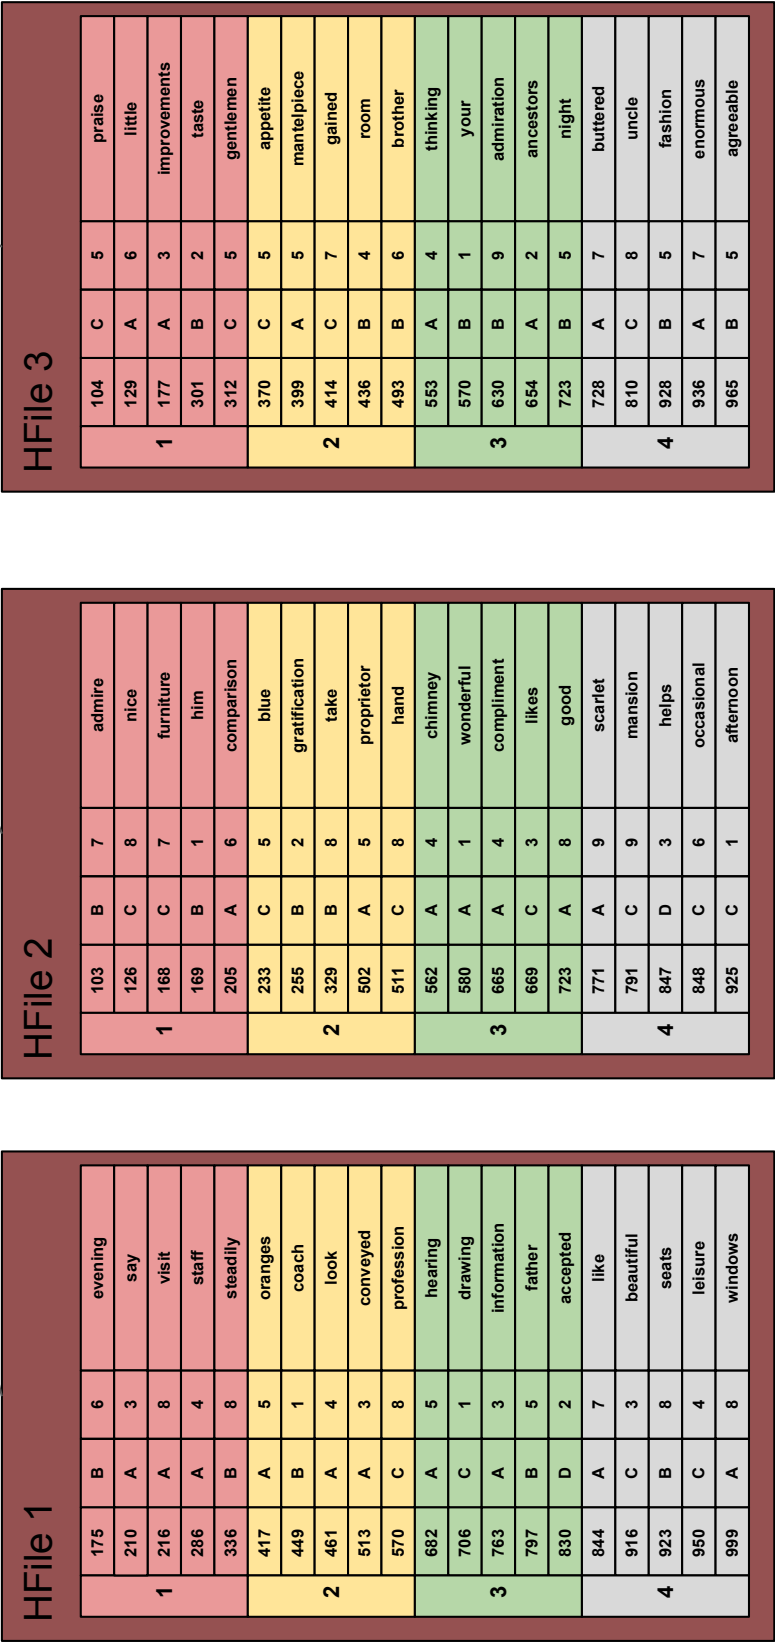 HFile 1
1
175 B 6 evening
210 A 3 say
216 A 8 visit
286 A 4 staff
336 B 8 steadily
2
417 A 5 oranges
449 B 1 coach
461 A 4 look
513 A 3 conveyed
570 C 8 profession
3
682 A 5 hearing
706 C 1 drawing
763 A 3 information
797 B 5 father
830 D 2 accepted
4
844 A 7 like
916 C 3 beautiful
923 B 8 seats
950 C 4 leisure
999 A 8 windows
HFile 2
1
103 B 7 admire
126 C 8 nice
168 C 7 furniture
169 B 1 him
205 A 6 comparison
2
233 C 5 blue
255 B 2 gratification
329 B 8 take
502 A 5 proprietor
511 C 8 hand
3
562 A 4 chimney
580 A 1 wonderful
665 A 4 compliment
669 C 3 likes
723 A 8 good
4
771 A 9 scarlet
791 C 9 mansion
847 D 3 helps
848 C 6 occasional
925 C 1 afternoon
HFile 3
1
104 C 5 praise
129 A 6 little
177 A 3 improvements
301 B 2 taste
312 C 5 gentlemen
2
370 C 5 appetite
399 A 5 mantelpiece
414 C 7 gained
436 B 4 room
493 B 6 brother
3
553 A 4 thinking
570 B 1 your
630 B 9 admiration
654 A 2 ancestors
723 B 5 night
4
728 A 7 buttered
810 C 8 uncle
928 B 5 fashion
936 A 7 enormous
965 B 5 agreeable